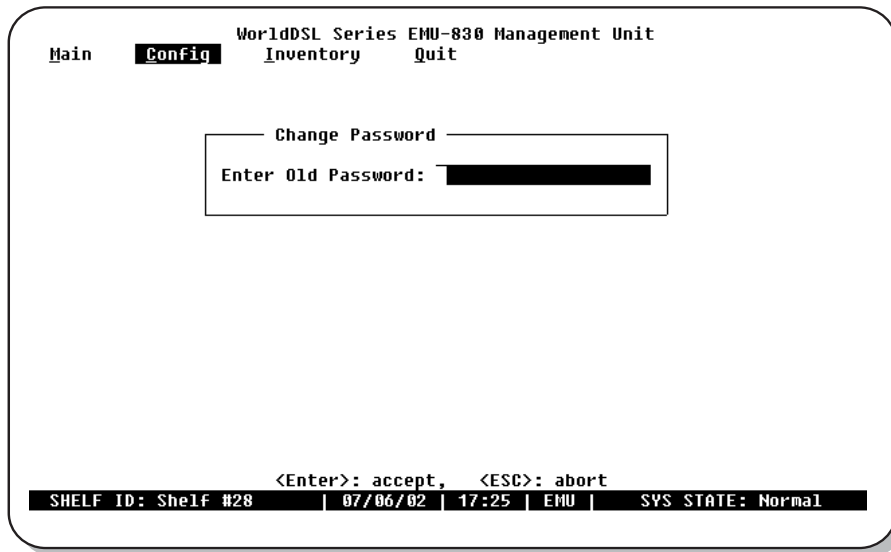 WorldDSL Series EMU-830 Management Unit
Main Config Inventory Quit
Change Password
Enter Old Password:
<Enter>: accept, <ESC>: abort
SHELF ID: Shelf #28 | 07/06/02 | 17:25 | EMU | SYS STATE: Normal